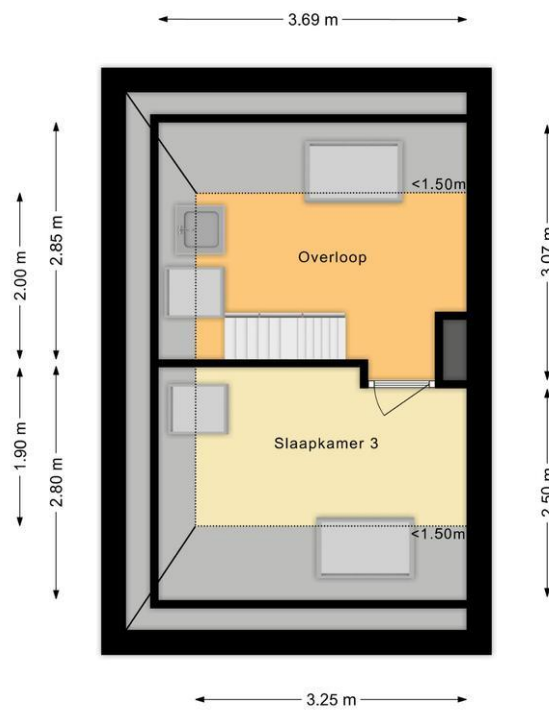 3.69 m
<1.50m
Overloop
2.00 m
2.85 m
3.07 m
Slaapkamer 3
1.90 m
2.80 m
2.50 m
<1.50m
3.25 m